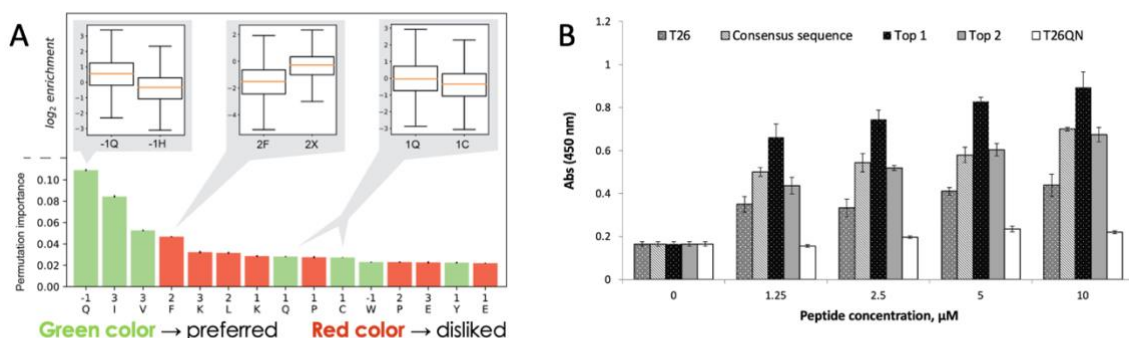 A
log2 enrichment
3
2
1
0
-1
-2
-3
-1Q -1H
2
0
-2
-4
2F 2X
3
2
1
0
-1
-2
-3
1Q 1C
Permutation importance
0.10
0.08
0.06
0.04
0.02
0.00
-1 3 3 2 3 2 1 1 1 1 -1 2 3 1 1
Q I V F K L K Q P C W P E Y E
Green color → preferred Red color → disliked
B
T26 Consensus sequence Top 1 Top 2 T26QN
Abs (450 nm)
1.2
1
0.8
0.6
0.4
0.2
0
0 1.25 2.5 5 10
Peptide concentration, µM